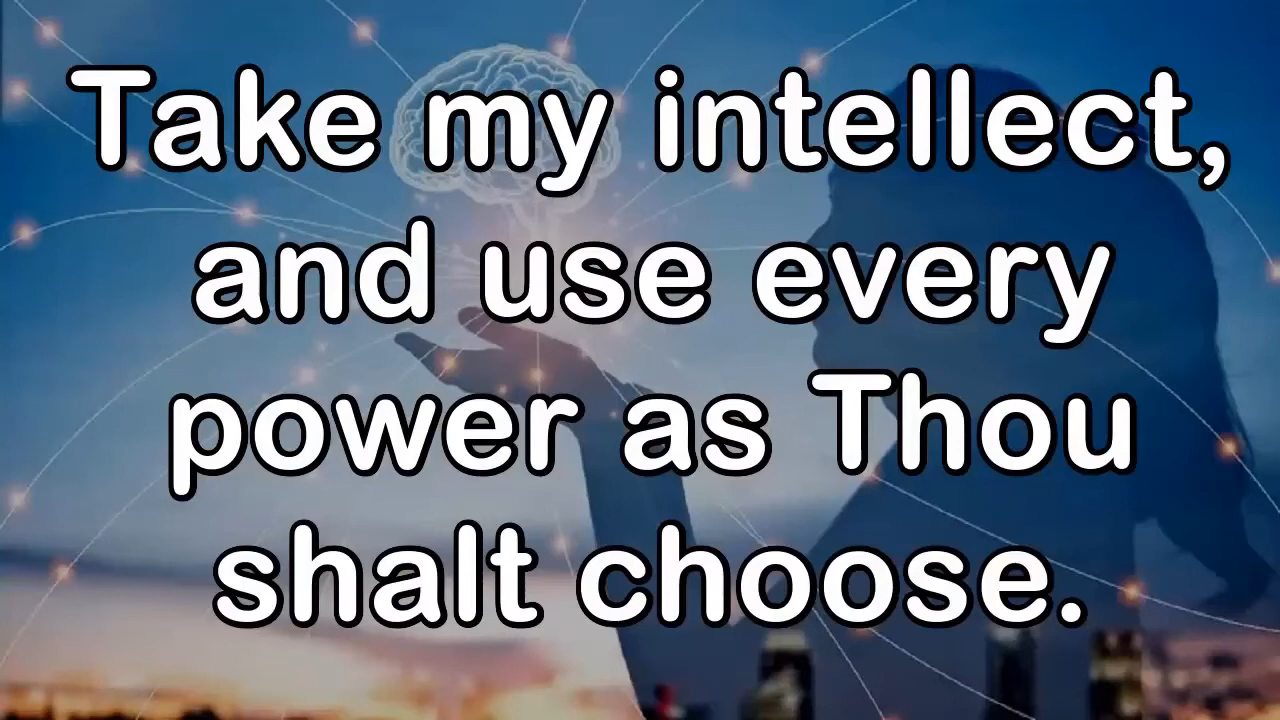 Take my intellect,
and use every
power as Thou
shalt choose.